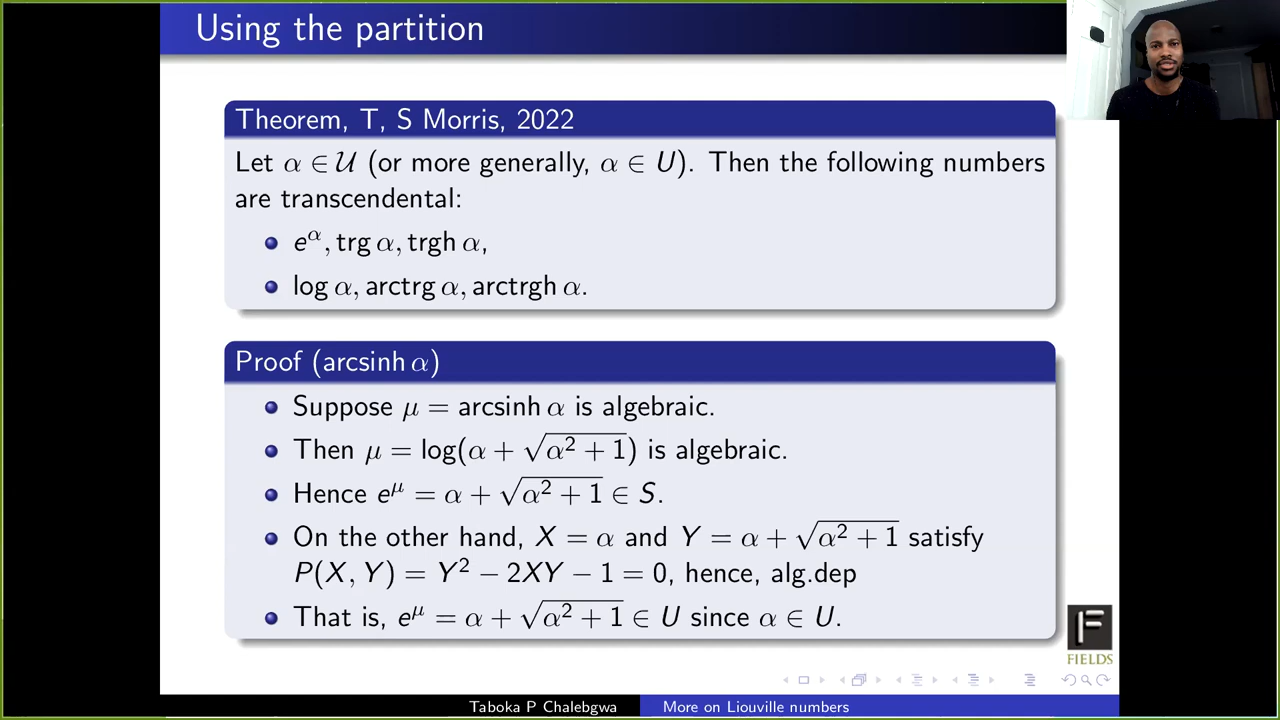 Using the partition
Theorem, T, S Morris, 2022
Let α ∈ 𝒰 (or more generally, α ∈ U). Then the following numbers
are transcendental:
e^α, trg α, trgh α,
log α, arctrg α, arctrgh α.
Proof (arcsinh α)
Suppose μ = arcsinh α is algebraic.
Then μ = log(α + √(α² + 1)) is algebraic.
Hence e^μ = α + √(α² + 1) ∈ S.
On the other hand, X = α and Y = α + √(α² + 1) satisfy
P(X, Y) = Y² − 2XY − 1 = 0, hence, alg.dep
That is, e^μ = α + √(α² + 1) ∈ U since α ∈ U.
F
FIELDS
Taboka P Chalebgwa
More on Liouville numbers